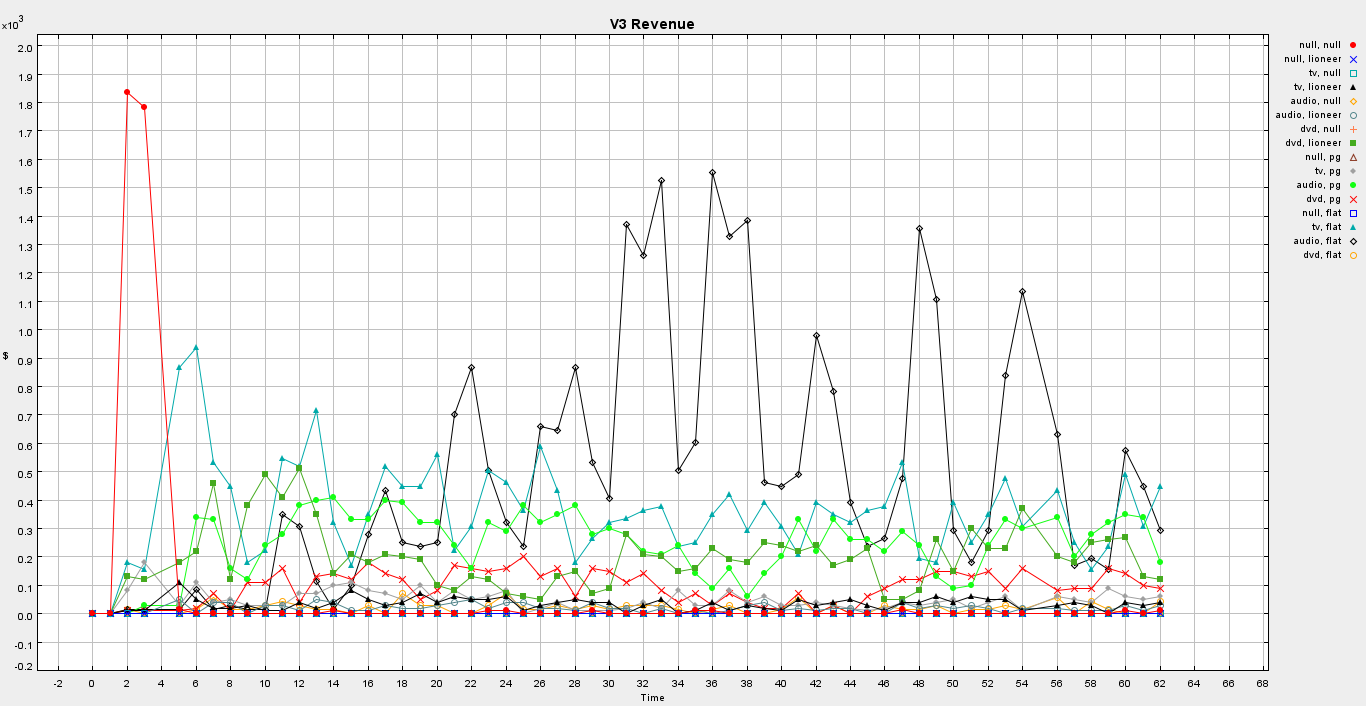 V3 Revenue
x10³
2.0
1.9
1.8
1.7
1.6
1.5
1.4
1.3
1.2
1.1
1.0
0.9
0.8
0.7
0.6
0.5
0.4
0.3
0.2
0.1
0.0
-0.1
-0.2
$
-2 0 2 4 6 8 10 12 14 16 18 20 22 24 26 28 30 32 34 36 38 40 42 44 46 48 50 52 54 56 58 60 62 64 66 68
Time
null, null
null, lioneer
tv, null
tv, lioneer
audio, null
audio, lioneer
dvd, null
dvd, lioneer
null, pg
tv, pg
audio, pg
dvd, pg
null, flat
tv, flat
audio, flat
dvd, flat